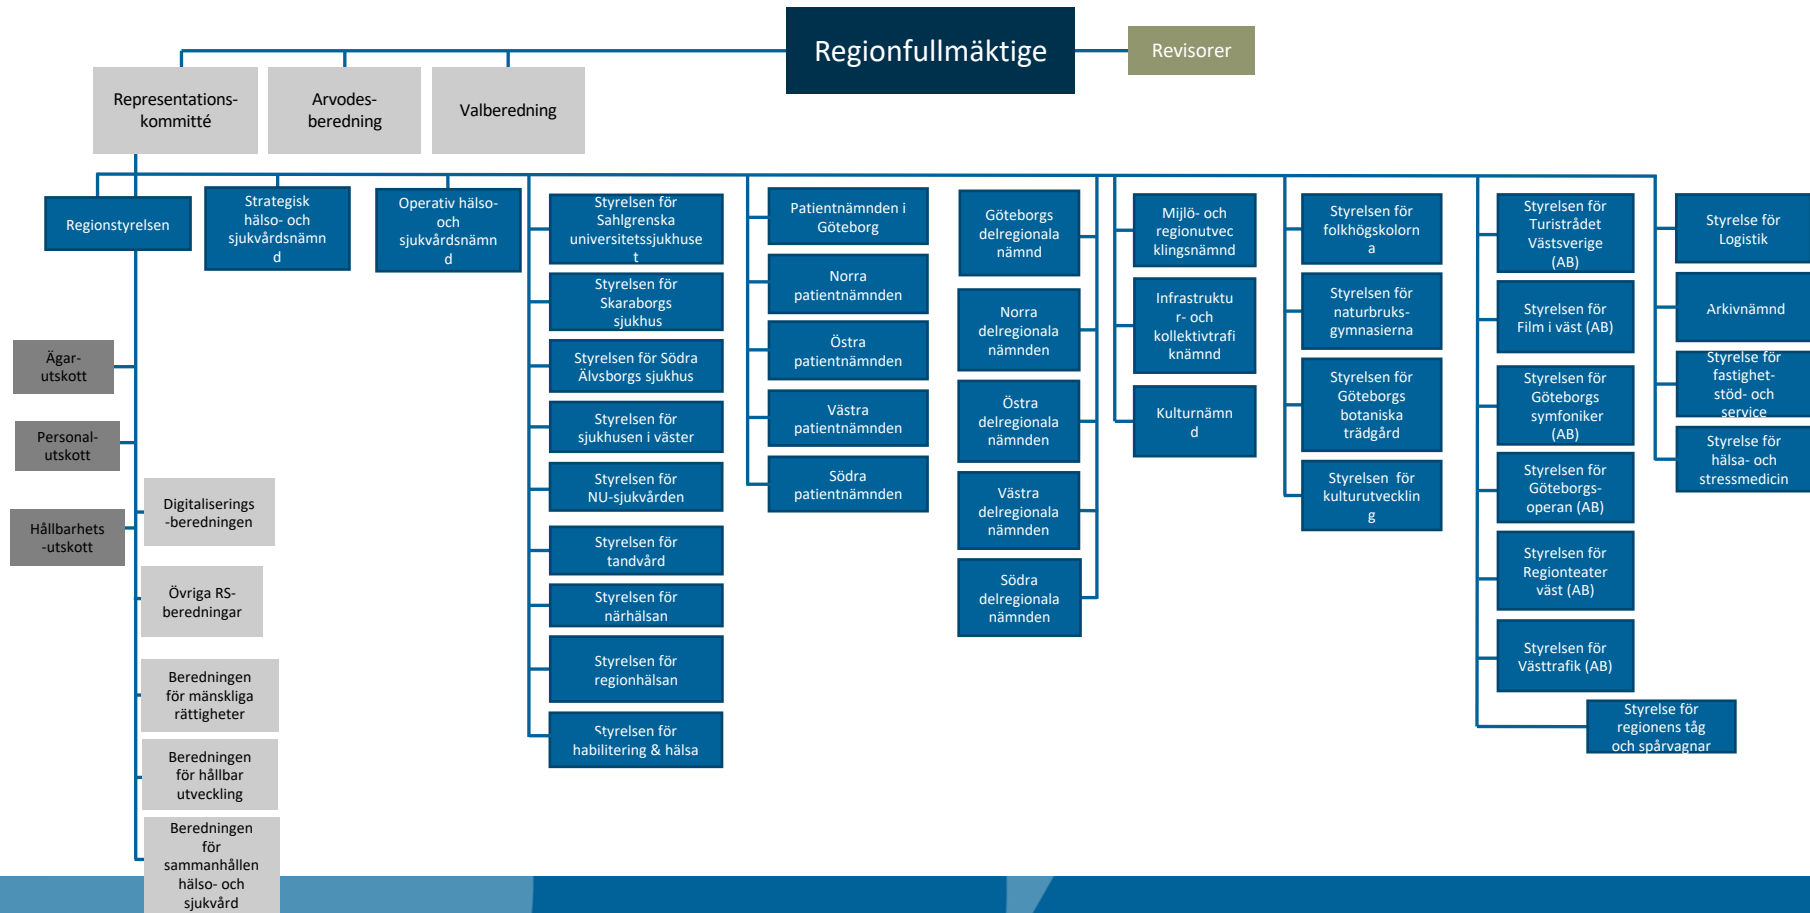 Regionfullmäktige
Revisorer
Representations-
kommitté
Arvodes-
beredning
Valberedning
Regionstyrelsen
Strategisk
hälso- och
sjukvårdsnämn
d
Operativ hälso-
och
sjukvårdsnämn
d
Ägar-
utskott
Personal-
utskott
Hållbarhets
-utskott
Digitaliserings
-beredningen
Övriga RS-
beredningar
Beredningen
för mänskliga
rättigheter
Beredningen
för hållbar
utveckling
Beredningen
för
sammanhållen
hälso- och
sjukvård
Styrelsen för
Sahlgrenska
universitetssjukhuse
t
Styrelsen för
Skaraborgs
sjukhus
Styrelsen för Södra
Älvsborgs sjukhus
Styrelsen för
sjukhusen i väster
Styrelsen för
NU-sjukvården
Styrelsen för
tandvård
Styrelsen för
närhälsan
Styrelsen för
regionhälsan
Styrelsen för
habilitering & hälsa
Patientnämnden i
Göteborg
Norra
patientnämnden
Östra
patientnämnden
Västra
patientnämnden
Södra
patientnämnden
Göteborgs
delregionala
nämnd
Norra
delregionala
nämnden
Östra
delregionala
nämnden
Västra
delregionala
nämnden
Södra
delregionala
nämnden
Mijlö- och
regionutvec
klingsnämnd
Infrastruktu
r- och
kollektivtrafi
knämnd
Kulturnämn
d
Styrelsen för
folkhögskolorn
a
Styrelsen för
naturbruks-
gymnasierna
Styrelsen för
Göteborgs
botaniska
trädgård
Styrelsen för
kulturutvecklin
g
Styrelsen för
Turistrådet
Västsverige
(AB)
Styrelsen för
Film i väst (AB)
Styrelsen för
Göteborgs
symfoniker
(AB)
Styrelsen för
Göteborgs-
operan (AB)
Styrelsen för
Regionteater
väst (AB)
Styrelsen för
Västtrafik (AB)
Styrelse för
regionens tåg
och spårvagnar
Styrelse för
Logistik
Arkivnämnd
Styrelse för
fastighet-
stöd- och
service
Styrelse för
hälsa- och
stressmedicin